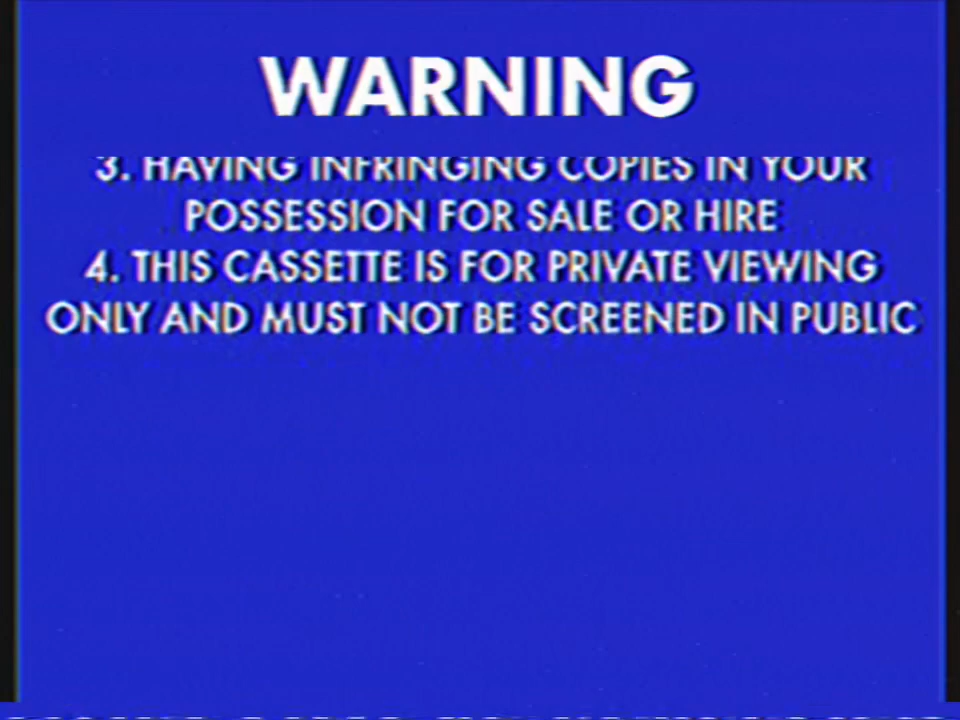 WARNING
3. HAVING INFRINGING COPIES IN YOUR
POSSESSION FOR SALE OR HIRE
4. THIS CASSETTE IS FOR PRIVATE VIEWING
ONLY AND MUST NOT BE SCREENED IN PUBLIC